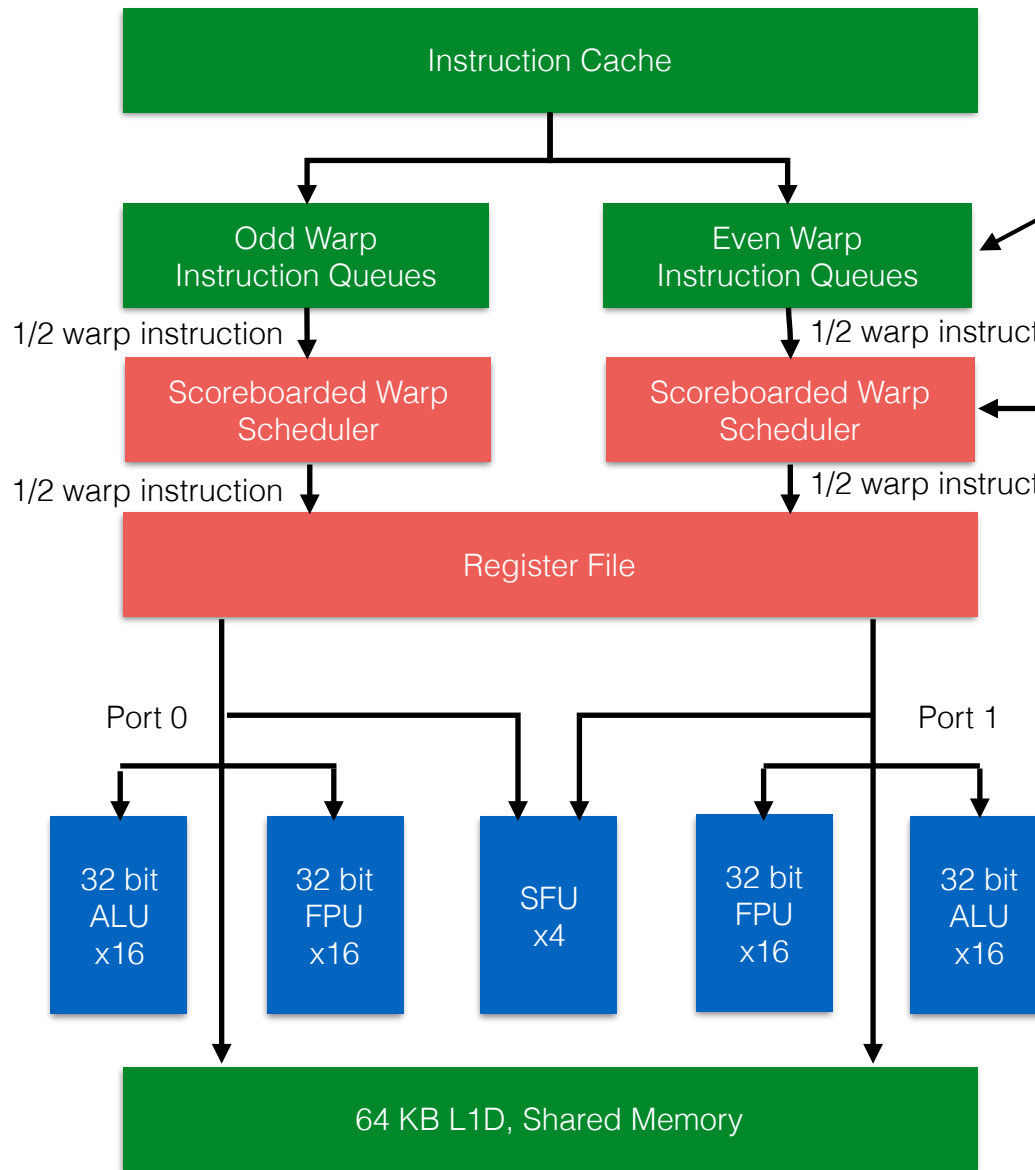 Instruction Cache
Odd Warp
Instruction Queues
Even Warp
Instruction Queues
1/2 warp instruction
1/2 warp instruct
Scoreboarded Warp
Scheduler
Scoreboarded Warp
Scheduler
1/2 warp instruction
1/2 warp instruct
Register File
Port 0
Port 1
32 bit
ALU
x16
32 bit
FPU
x16
SFU
x4
32 bit
FPU
x16
32 bit
ALU
x16
64 KB L1D, Shared Memory